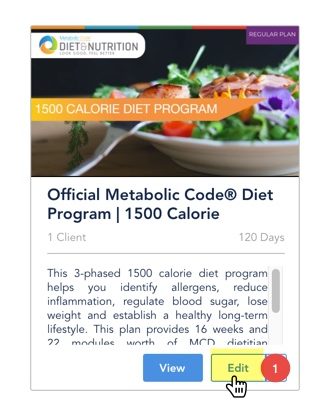 REGULAR PLAN
Metabolic Code
DIET&NUTRITION
LOOK GOOD, FEEL BETTER
1500 CALORIE DIET PROGRAM
Official Metabolic Code® Diet
Program | 1500 Calorie
1 Client 120 Days
This 3-phased 1500 calorie diet program
helps you identify allergens, reduce
inflammation, regulate blood sugar, lose
weight and establish a healthy long-term
lifestyle. This plan provides 16 weeks and
22 modules worth of MCD dietitian
View Edit 1